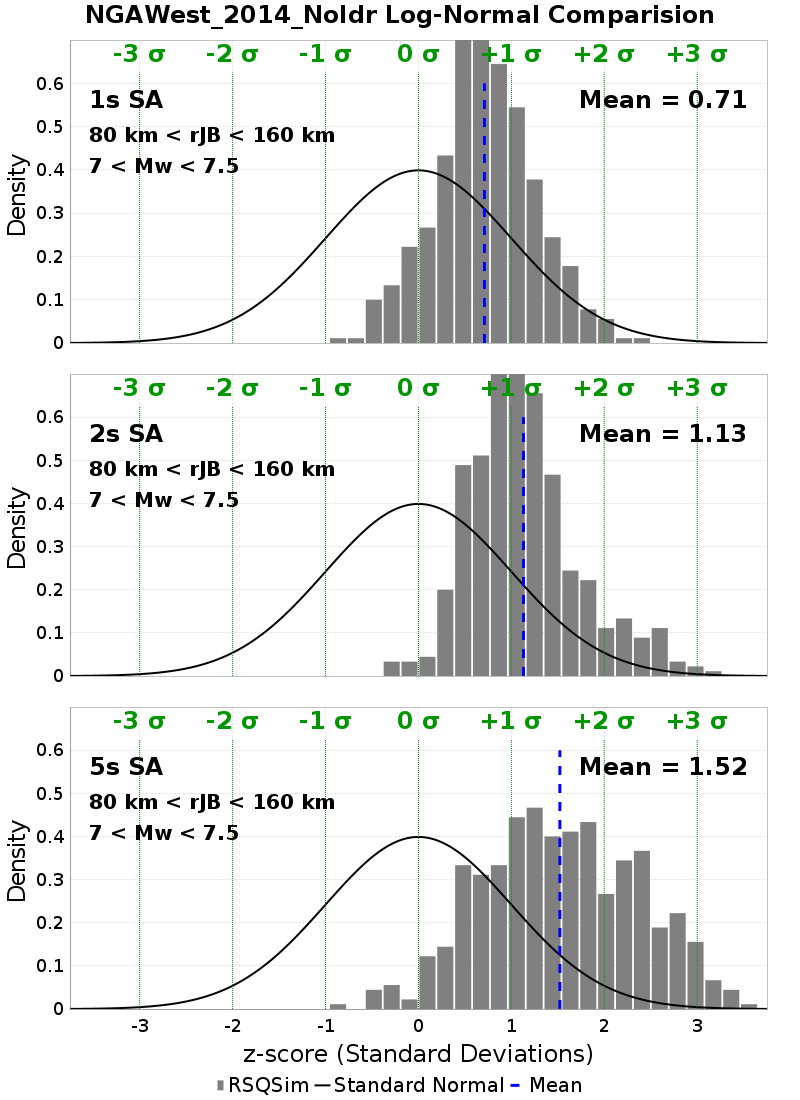 NGAWest_2014_NoIdr Log-Normal Comparision
-3 σ -2 σ -1 σ 0 σ +1 σ +2 σ +3 σ
1s SA
Mean = 0.71
80 km < rJB < 160 km
7 < Mw < 7.5
Density
0.6
0.5
0.4
0.3
0.2
0.1
0
-3 σ -2 σ -1 σ 0 σ +1 σ +2 σ +3 σ
2s SA
Mean = 1.13
80 km < rJB < 160 km
7 < Mw < 7.5
Density
0.6
0.5
0.4
0.3
0.2
0.1
0
-3 σ -2 σ -1 σ 0 σ +1 σ +2 σ +3 σ
5s SA
Mean = 1.52
80 km < rJB < 160 km
7 < Mw < 7.5
Density
0.6
0.5
0.4
0.3
0.2
0.1
0
-3 -2 -1 0 1 2 3
z-score (Standard Deviations)
RSQSim Standard Normal Mean